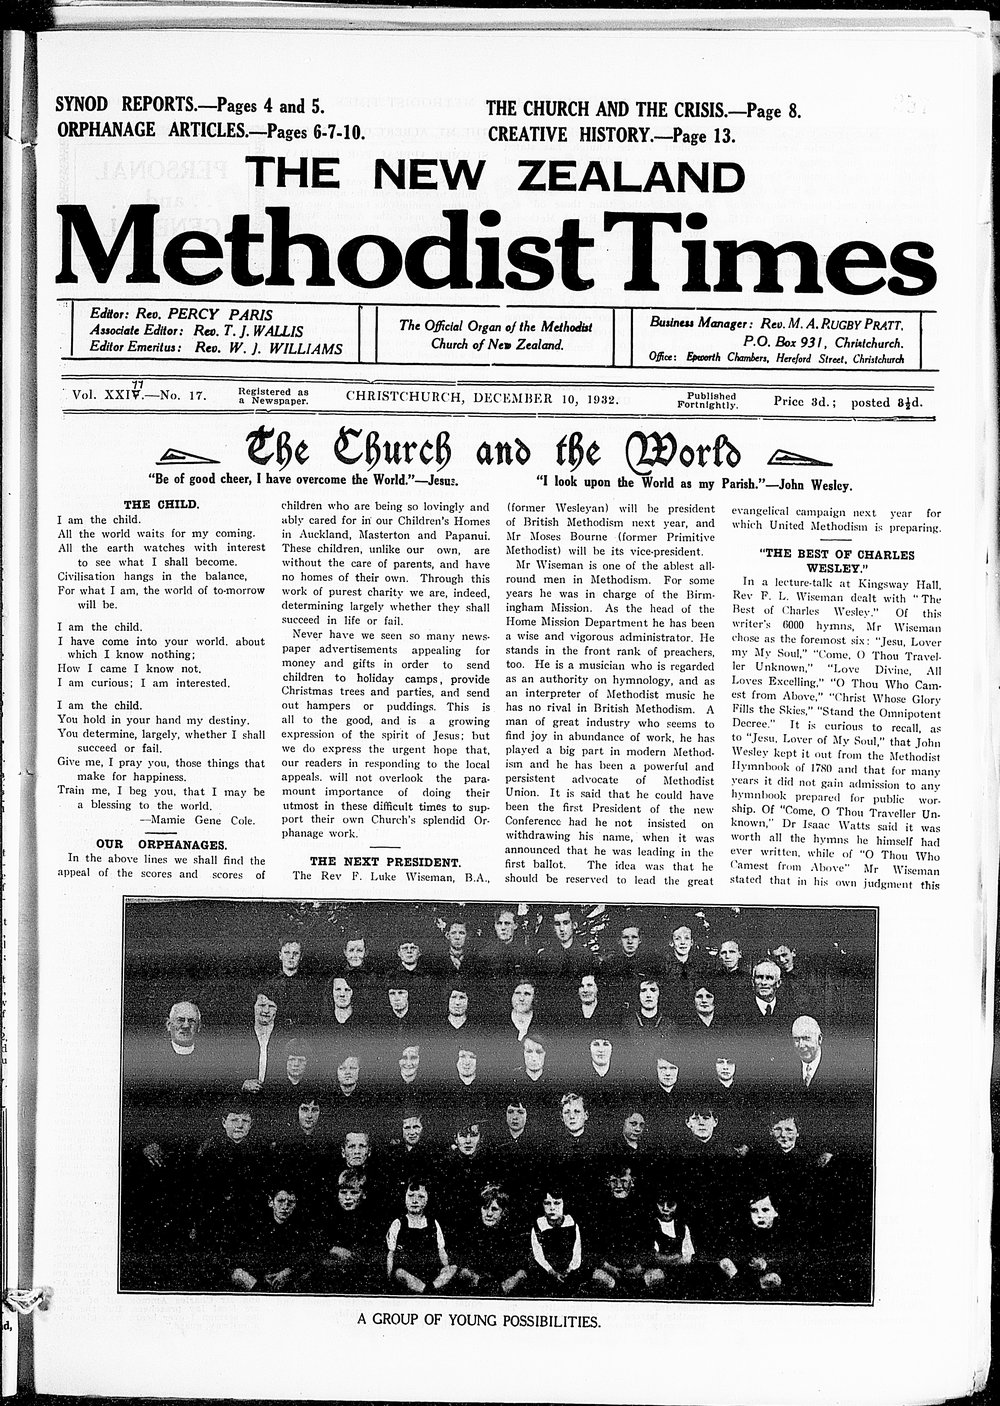 SYNOD REPORTS.—Pages 4 and 5.
ORPHANAGE ARTICLES.—Pages 6-7-10.
THE CHURCH AND THE CRISIS.—Page 8.
CREATIVE HISTORY.—Page 13.
THE NEW ZEALAND
Methodist Times
Editor: Rev. PERCY PARIS
Associate Editor: Rev. T. J. WALLIS
Editor Emeritus: Rev. W. J. WILLIAMS
The Official Organ of the Methodist
Church of New Zealand.
Business Manager: Rev. M. A. RUGBY PRATT.
P.O. Box 931, Christchurch.
Office: Epworth Chambers, Hereford Street, Christchurch
Vol. XXIV.—No. 17.
Registered as
a Newspaper.
CHRISTCHURCH, DECEMBER 10, 1932.
Published
Fortnightly.
Price 3d.; posted 3½d.
The Church and the World
"Be of good cheer, I have overcome the World."—Jesus.
"I look upon the World as my Parish."—John Wesley.
THE CHILD.
I am the child.
All the world waits for my coming.
All the earth watches with interest
to see what I shall become.
Civilisation hangs in the balance,
For what I am, the world of to-morrow
will be.
I am the child.
I have come into your world. about
which I know nothing;
How I came I know not.
I am curious; I am interested.
I am the child.
You hold in your hand my destiny.
You determine, largely, whether I shall
succeed or fail.
Give me, I pray you, those things that
make for happiness.
Train me, I beg you, that I may be
a blessing to the world.
—Mamie Gene Cole.
OUR ORPHANAGES.
In the above lines we shall find the
appeal of the scores and scores of
children who are being so lovingly and
ably cared for in our Children's Homes
in Auckland, Masterton and Papanui.
These children, unlike our own, are
without the care of parents, and have
no homes of their own. Through this
work of purest charity we are, indeed,
determining largely whether they shall
succeed in life or fail.
Never have we seen so many news-
paper advertisements appealing for
money and gifts in order to send
children to holiday camps, provide
Christmas trees and parties, and send
out hampers or puddings. This is
all to the good, and is a growing
expression of the spirit of Jesus; but
we do express the urgent hope that,
our readers in responding to the local
appeals. will not overlook the para-
mount importance of doing their
utmost in these difficult times to sup-
port their own Church's splendid Or-
phanage work.
THE NEXT PRESIDENT.
The Rev F. Luke Wiseman, B.A.,
(former Wesleyan) will be president
of British Methodism next year, and
Mr Moses Bourne (former Primitive
Methodist) will be its vice-president.
Mr Wiseman is one of the ablest all-
round men in Methodism. For some
years he was in charge of the Birm-
ingham Mission. As the head of the
Home Mission Department he has been
a wise and vigorous administrator. He
stands in the front rank of preachers,
too. He is a musician who is regarded
as an authority on hymnology, and as
an interpreter of Methodist music he
has no rival in British Methodism. A
man of great industry who seems to
find joy in abundance of work, he has
played a big part in modern Method-
ism and he has been a powerful and
persistent advocate of Methodist
Union. It is said that he could have
been the first President of the new
Conference had he not insisted on
withdrawing his name, when it was
announced that he was leading in the
first ballot. The idea was that he
should be reserved to lead the great
evangelical campaign next year for
which United Methodism is preparing.
"THE BEST OF CHARLES
WESLEY."
In a lecture-talk at Kingsway Hall,
Rev F. L. Wiseman dealt with "The
Best of Charles Wesley." Of this
writer's 6000 hymns, Mr Wiseman
chose as the foremost six: "Jesu, Lover
my My Soul," "Come, O Thou Travel-
ler Unknown," "Love Divine, All
Loves Excelling," "O Thou Who Cam-
est from Above," "Christ Whose Glory
Fills the Skies," "Stand the Omnipotent
Decree." It is curious to recall, as
to "Jesu, Lover of My Soul," that John
Wesley kept it out from the Methodist
Hymnbook of 1780 and that for many
years it did not gain admission to any
hymnbook prepared for public wor-
ship. Of "Come, O Thou Traveller Un-
known," Dr Isaac Watts said it was
worth all the hymns he himself had
ever written, while of "O Thou Who
Camest from Above" Mr Wiseman
stated that in his own judgment this
A GROUP OF YOUNG POSSIBILITIES.